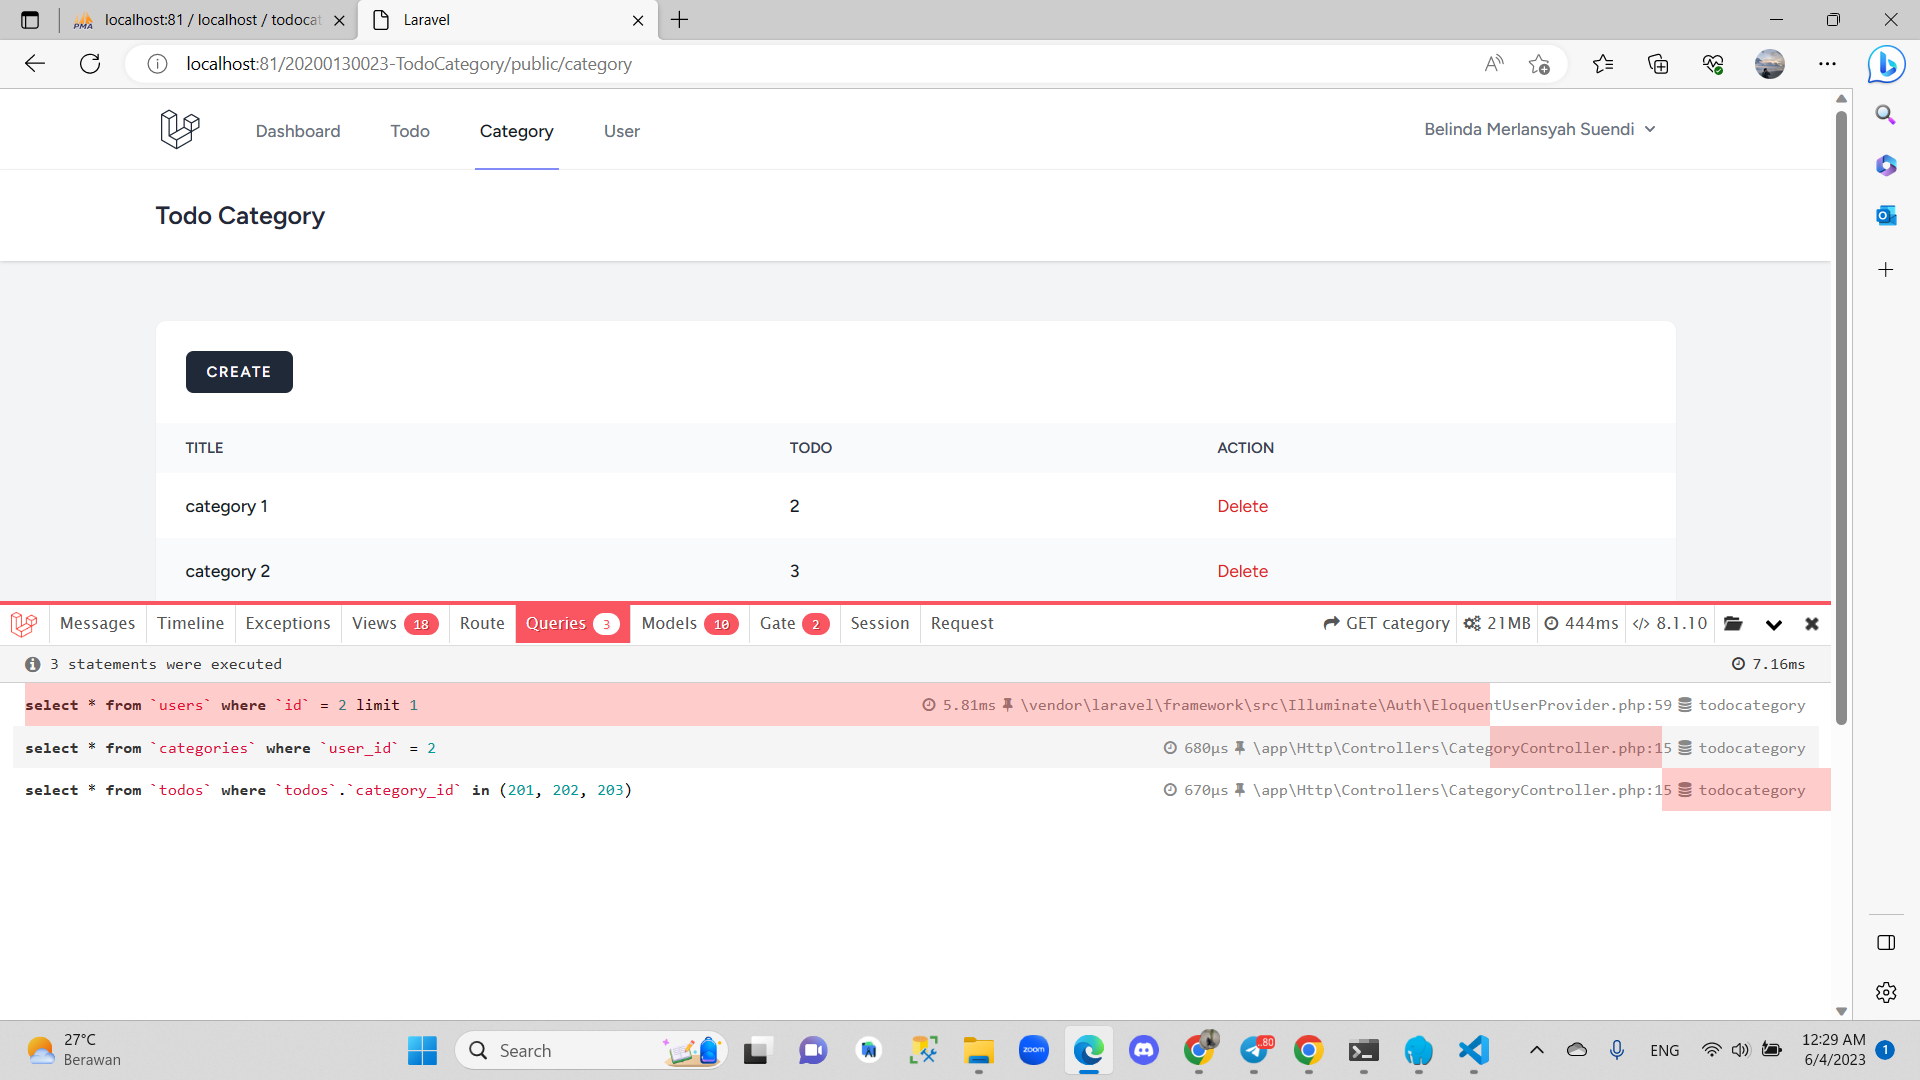 localhost:81 / localhost / todocat
Laravel
localhost:81/20200130023-TodoCategory/public/category
Dashboard Todo Category User Belinda Merlansyah Suendi
Todo Category
CREATE
TITLE TODO ACTION
category 1 2 Delete
category 2 3 Delete
Messages Timeline Exceptions Views 18 Route Queries 3 Models 10 Gate 2 Session Request GET category 21MB 444ms </> 8.1.10
3 statements were executed 7.16ms
select * from `users` where `id` = 2 limit 1 5.81ms \vendor\laravel\framework\src\Illuminate\Auth\EloquentUserProvider.php:59 todocategory
select * from `categories` where `user_id` = 2 680μs \app\Http\Controllers\CategoryController.php:15 todocategory
select * from `todos` where `todos`.`category_id` in (201, 202, 203) 670μs \app\Http\Controllers\CategoryController.php:15 todocategory
27°C
Berawan
Search
zoom
.80
ENG
12:29 AM
6/4/2023
1